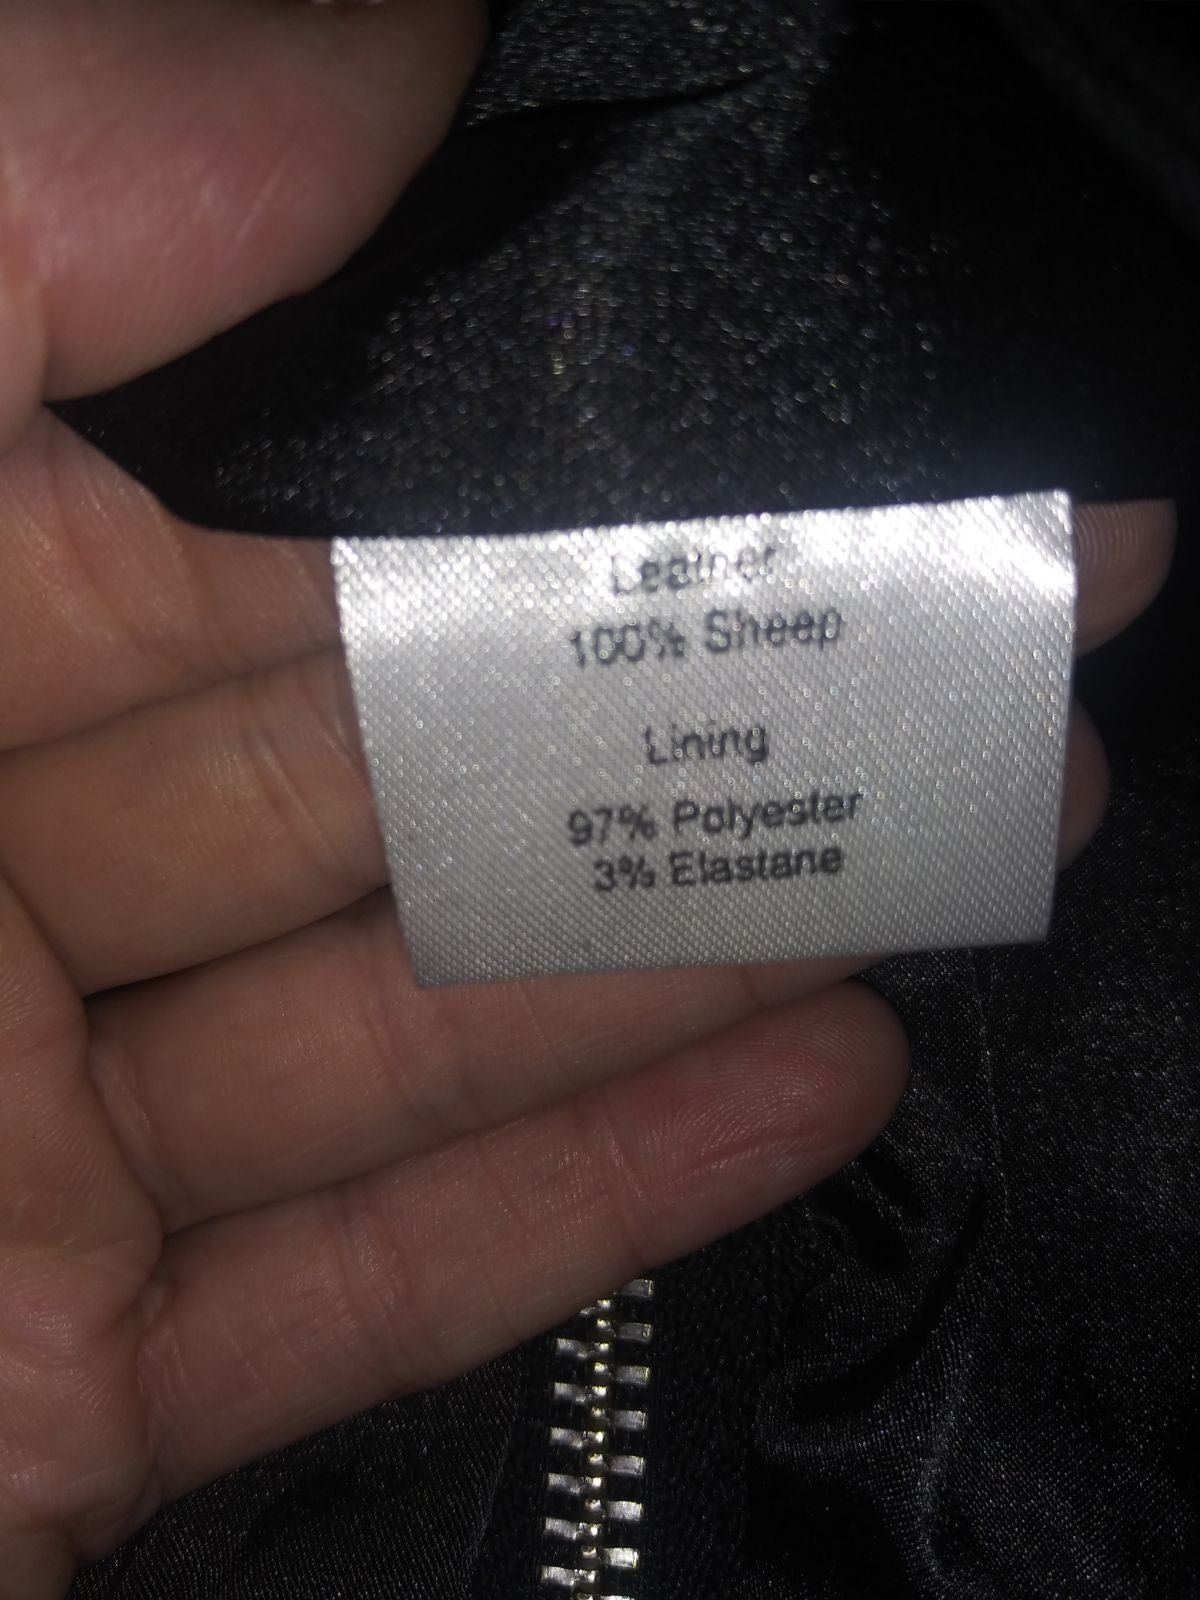 Leather
100% Sheep
Lining
97% Polyester
3% Elastane